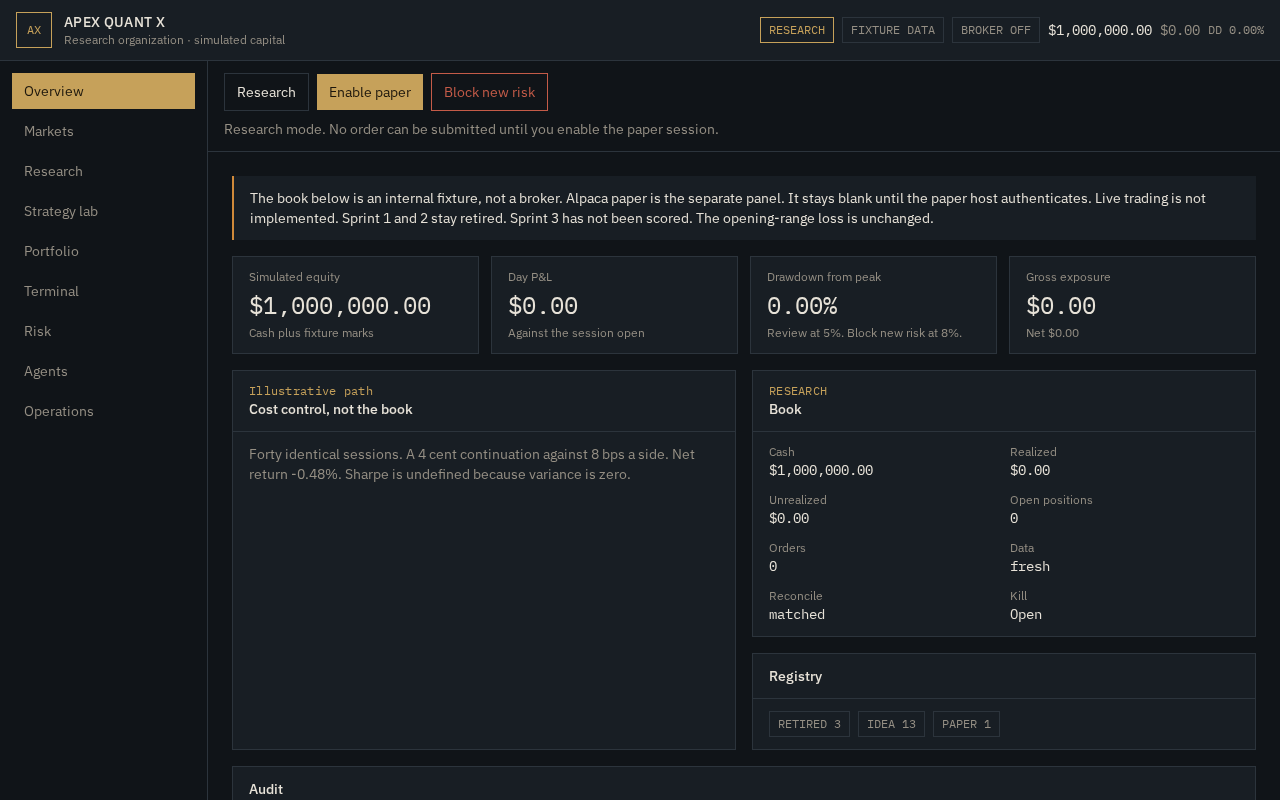 AX
APEX QUANT X
Research organization · simulated capital
RESEARCH
FIXTURE DATA
BROKER OFF
$1,000,000.00 $0.00 DD 0.00%
Overview
Markets
Research
Strategy lab
Portfolio
Terminal
Risk
Agents
Operations
Research
Enable paper
Block new risk
Research mode. No order can be submitted until you enable the paper session.
The book below is an internal fixture, not a broker. Alpaca paper is the separate panel. It stays blank until the paper host authenticates. Live trading is not
implemented. Sprint 1 and 2 stay retired. Sprint 3 has not been scored. The opening-range loss is unchanged.
Simulated equity
$1,000,000.00
Cash plus fixture marks
Day P&L
$0.00
Against the session open
Drawdown from peak
0.00%
Review at 5%. Block new risk at 8%.
Gross exposure
$0.00
Net $0.00
Illustrative path
Cost control, not the book
Forty identical sessions. A 4 cent continuation against 8 bps a side. Net
return -0.48%. Sharpe is undefined because variance is zero.
RESEARCH
Book
Cash
$1,000,000.00
Realized
$0.00
Unrealized
$0.00
Open positions
0
Orders
0
Data
fresh
Reconcile
matched
Kill
Open
Registry
RETIRED 3
IDEA 13
PAPER 1
Audit